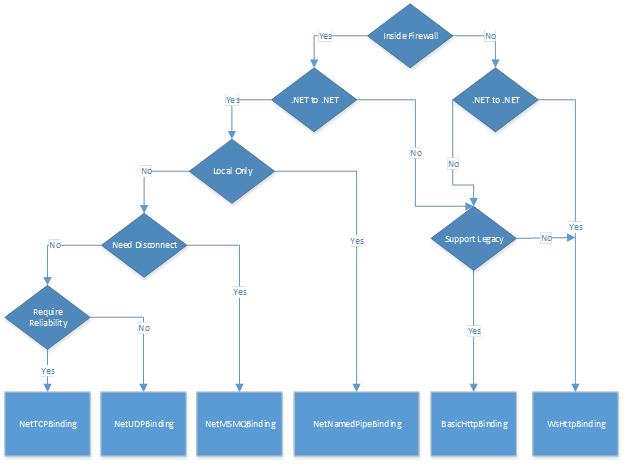 Inside Firewall
Yes
No
.NET to .NET
.NET to .NET
Yes
No
No
Local Only
No
Yes
Need Disconnect
Support Legacy
No
Yes
No
Yes
Require
Reliability
No
Yes
Yes
NetTCPBinding
NetUDPBinding
NetMSMQBinding
NetNamedPipeBinding
BasicHttpBinding
WsHttpBinding